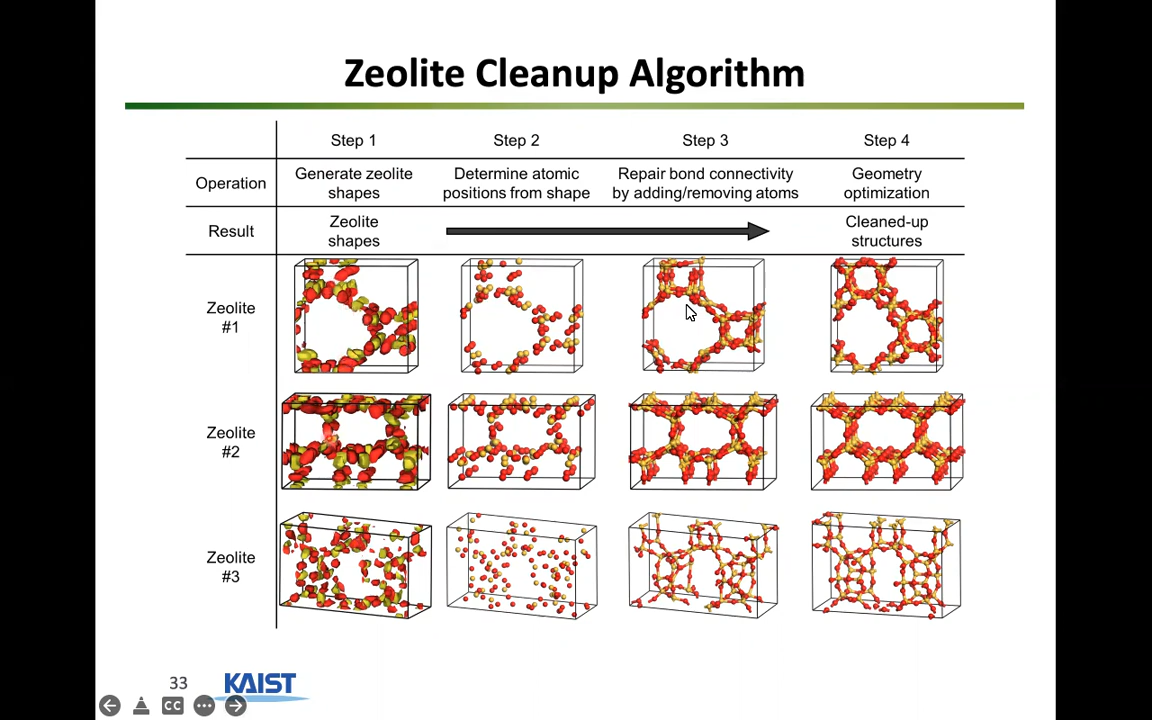 Zeolite Cleanup Algorithm
Step 1
Step 2
Step 3
Step 4
Operation
Generate zeolite
shapes
Determine atomic
positions from shape
Repair bond connectivity
by adding/removing atoms
Geometry
optimization
Result
Zeolite
shapes
Cleaned-up
structures
Zeolite
#1
Zeolite
#2
Zeolite
#3
33
KAIST
CC